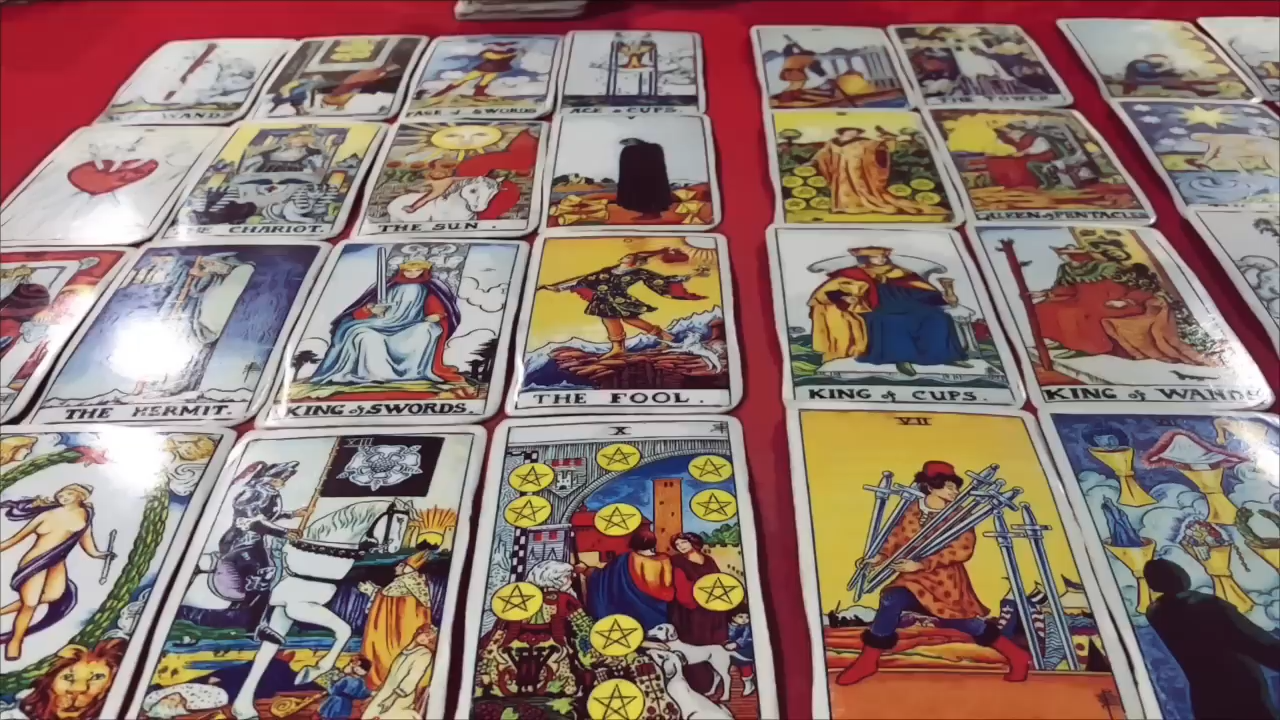 WANDS
PAGE of SWORDS
ACE of CUPS.
THE TOWER.
THE CHARIOT.
THE SUN.
QUEEN of PENTACLES
THE HERMIT.
KING of SWORDS.
THE FOOL.
KING of CUPS.
KING of WANDS
XIII
X
VII